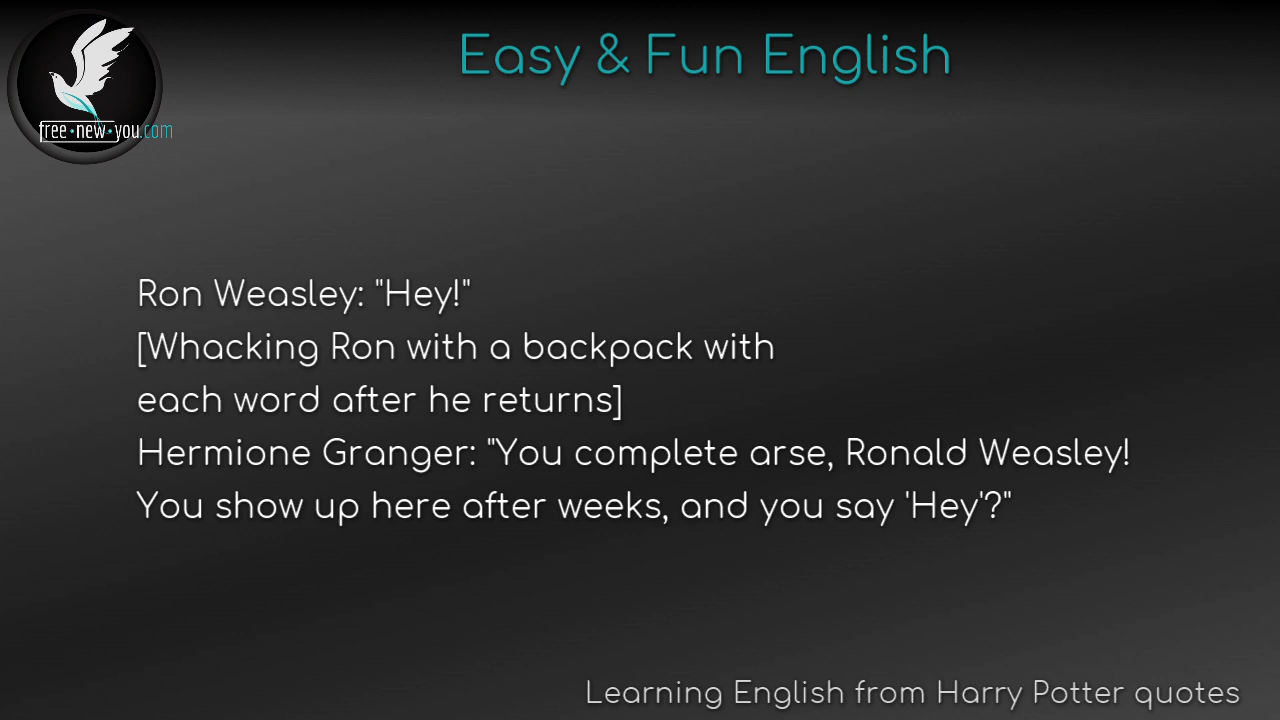 Easy & Fun English
free•new•you.com
Ron Weasley: "Hey!"
[Whacking Ron with a backpack with
each word after he returns]
Hermione Granger: "You complete arse, Ronald Weasley!
You show up here after weeks, and you say 'Hey'?"
Learning English from Harry Potter quotes